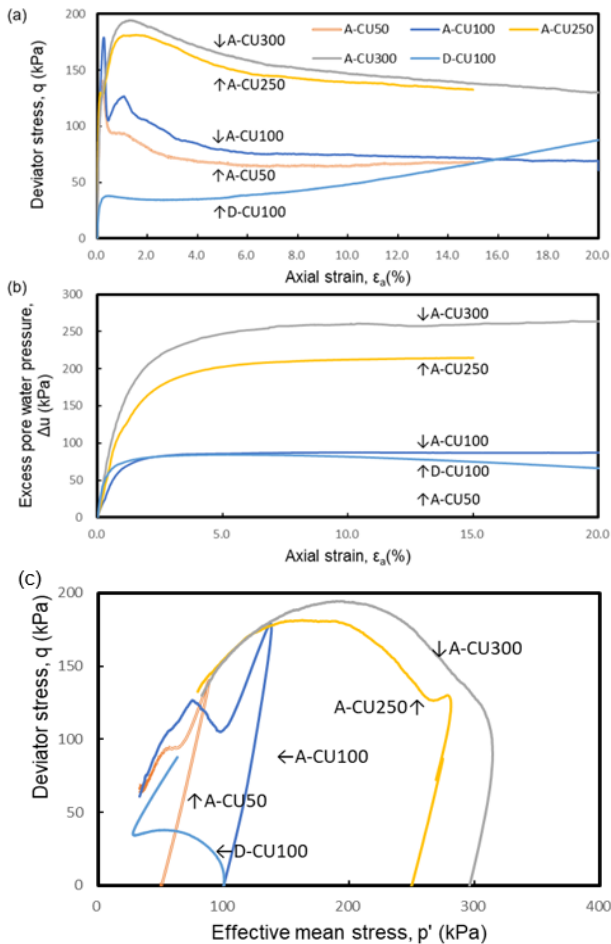 (a)
200
150
100
50
0
Deviator stress, q (kPa)
A-CU50 A-CU100 A-CU250
A-CU300 D-CU100
↓A-CU300
↑A-CU250
↓A-CU100
↑A-CU50
↑D-CU100
0.0 2.0 4.0 6.0 8.0 10.0 12.0 14.0 16.0 18.0 20.0
Axial strain, εa(%)
(b)
300
250
200
150
100
50
0
Excess pore water pressure,
Δu (kPa)
↓A-CU300
↑A-CU250
↓A-CU100
↑D-CU100
↑A-CU50
0.0 5.0 10.0 15.0 20.0
Axial strain, εa(%)
(c)
200
150
100
50
0
Deviator stress, q (kPa)
↓A-CU300
A-CU250↑
←A-CU100
↑A-CU50
←D-CU100
0 100 200 300 400
Effective mean stress, p' (kPa)